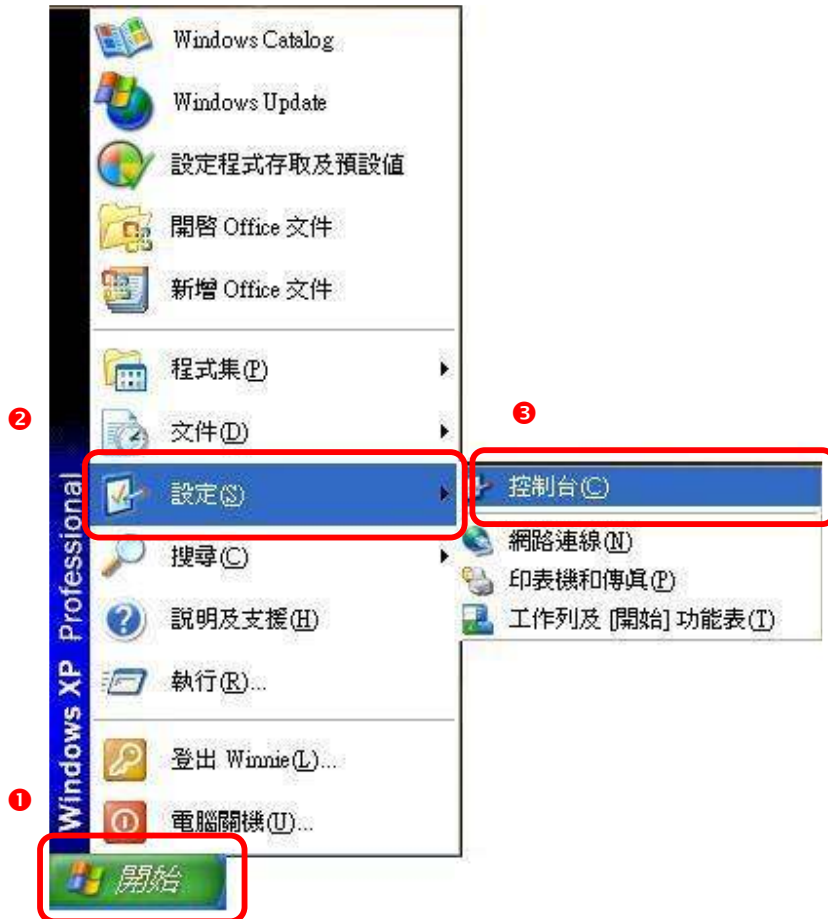 Windows Catalog
Windows Update
設定程式存取及預設值
開啓 Office 文件
新增 Office 文件
程式集(P)
❷
文件(D)
❸
設定(S)
控制台(C)
網路連線(N)
印表機和傳真(P)
工作列及 [開始] 功能表(T)
搜尋(C)
說明及支援(H)
執行(R)...
登出 Winnie(L)...
❶
電腦關機(U)...
Windows XP Professional
開始